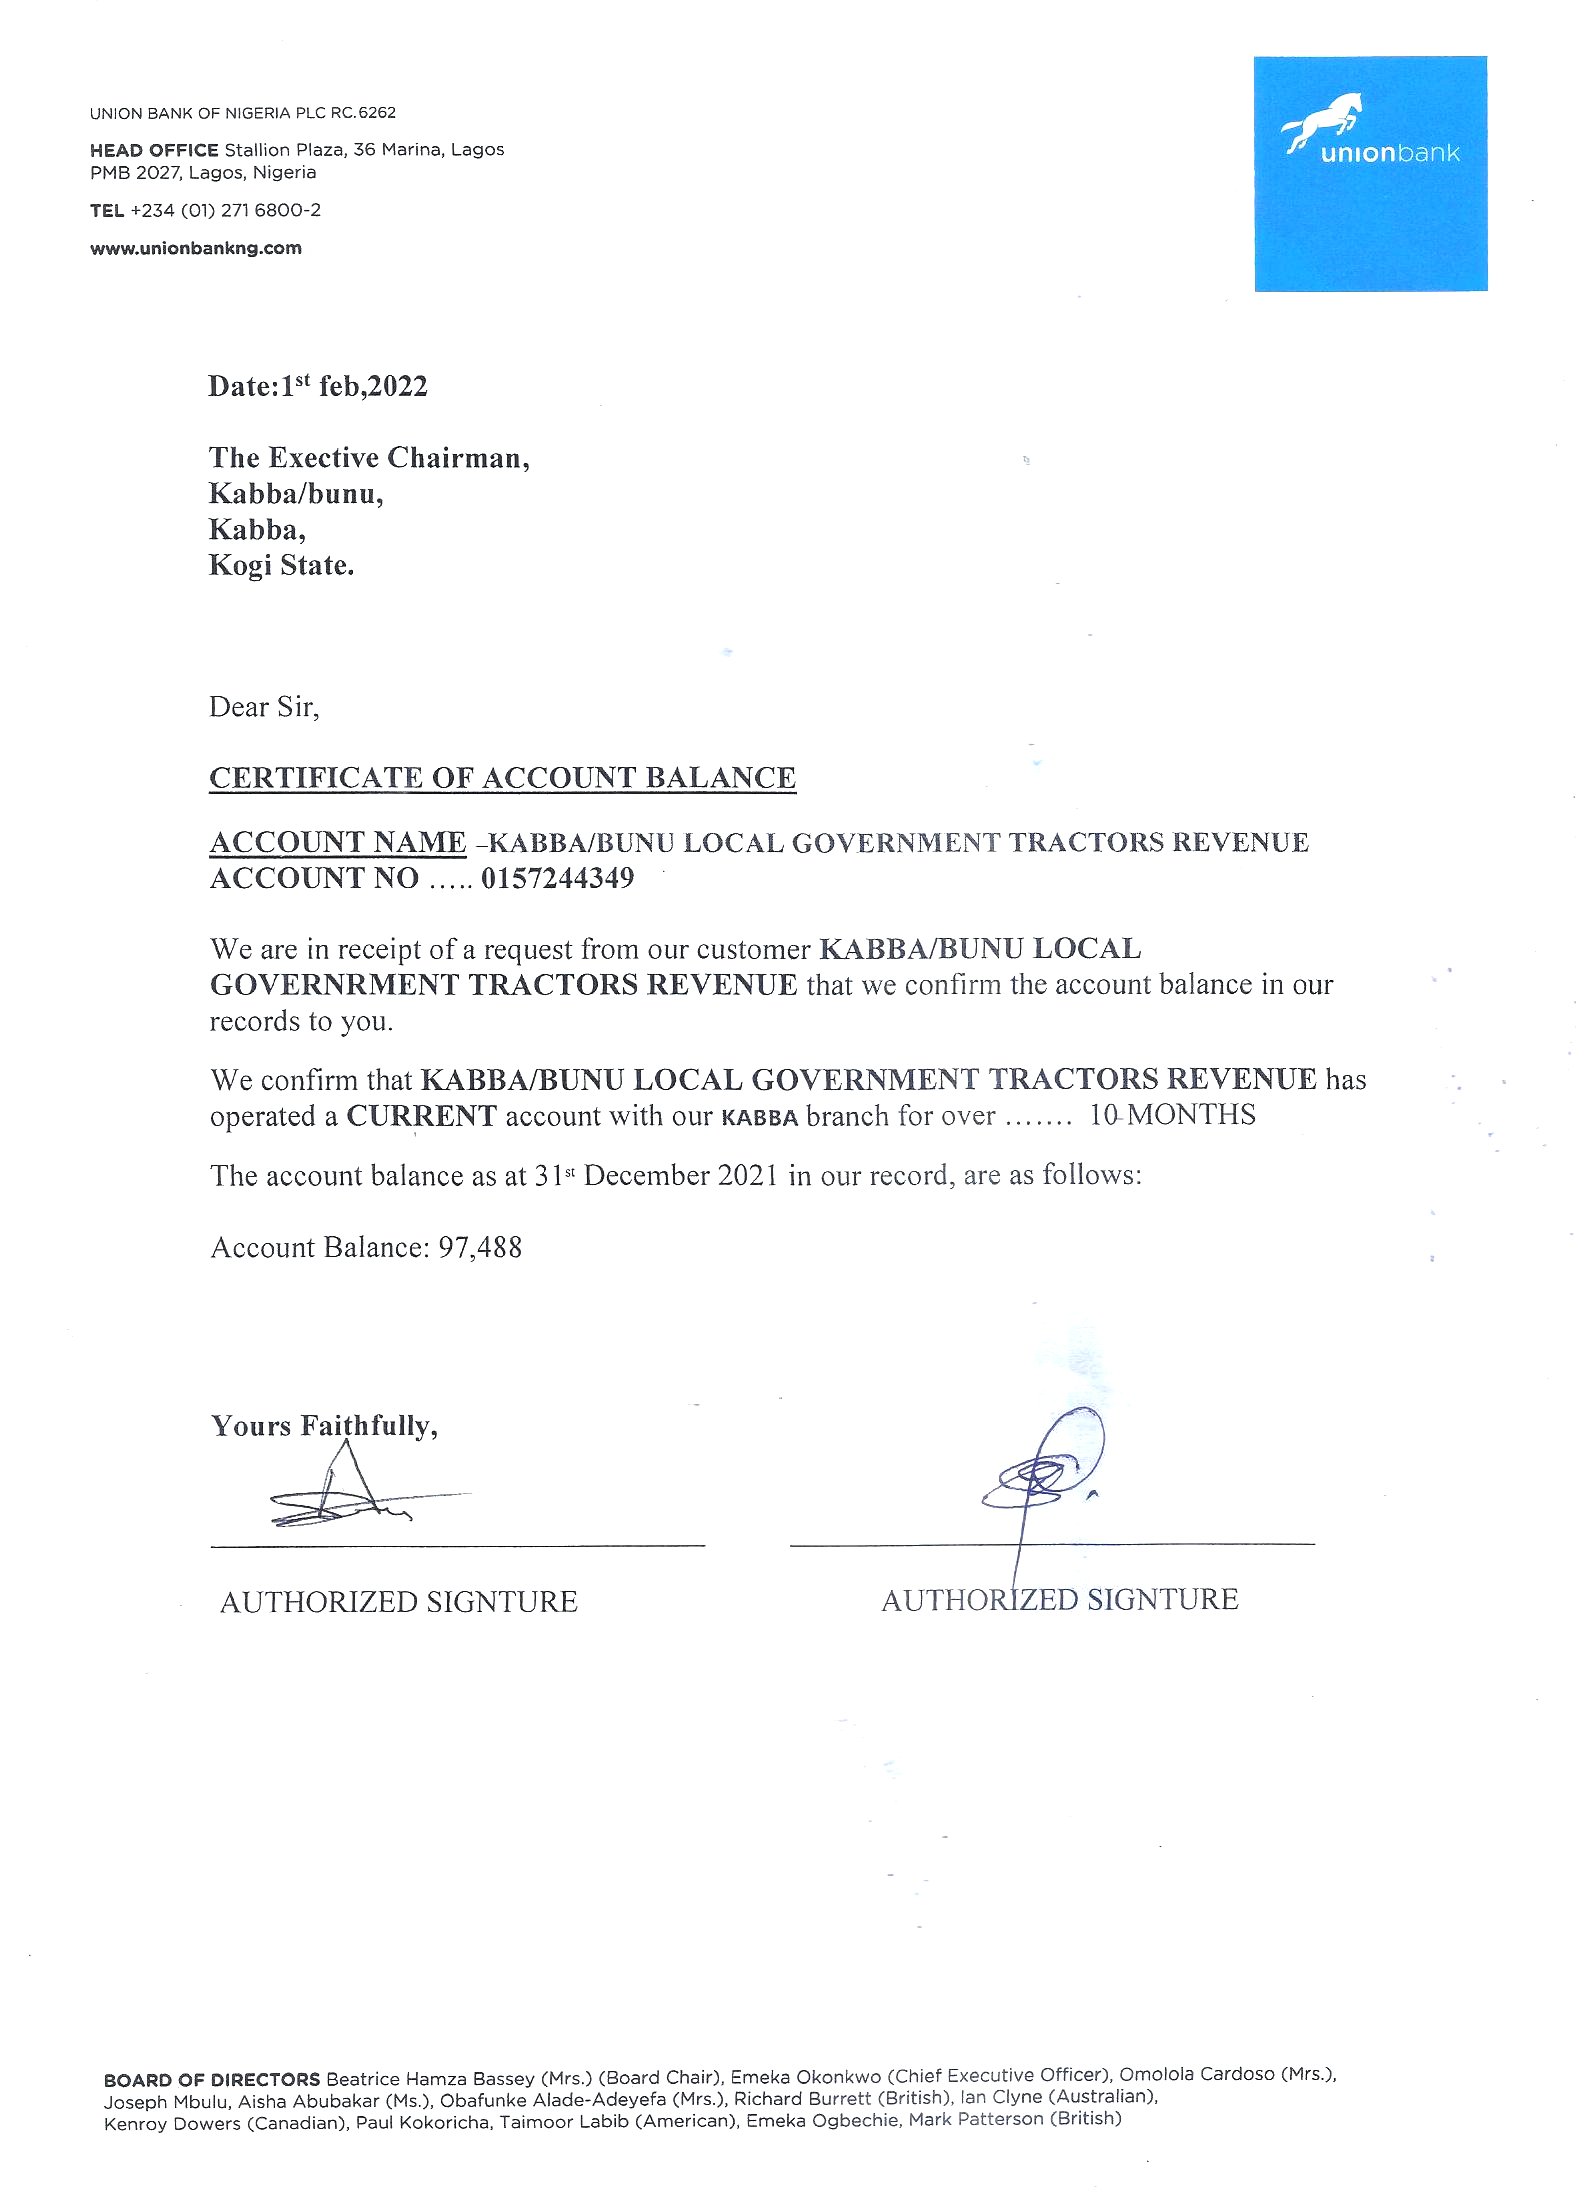 UNION BANK OF NIGERIA PLC RC.6262
HEAD OFFICE Stallion Plaza, 36 Marina, Lagos
PMB 2027, Lagos, Nigeria
TEL +234 (01) 271 6800-2
www.unionbankng.com
unionbank
Date:1st feb,2022
The Exective Chairman,
Kabba/bunu,
Kabba,
Kogi State.
Dear Sir,
CERTIFICATE OF ACCOUNT BALANCE
ACCOUNT NAME –KABBA/BUNU LOCAL GOVERNMENT TRACTORS REVENUE
ACCOUNT NO ….. 0157244349
We are in receipt of a request from our customer KABBA/BUNU LOCAL
GOVERNRMENT TRACTORS REVENUE that we confirm the account balance in our
records to you.
We confirm that KABBA/BUNU LOCAL GOVERNMENT TRACTORS REVENUE has
operated a CURRENT account with our KABBA branch for over ……. 10 MONTHS
The account balance as at 31st December 2021 in our record, are as follows:
Account Balance: 97,488
Yours Faithfully,
AUTHORIZED SIGNTURE AUTHORIZED SIGNTURE
BOARD OF DIRECTORS Beatrice Hamza Bassey (Mrs.) (Board Chair), Emeka Okonkwo (Chief Executive Officer), Omolola Cardoso (Mrs.),
Joseph Mbulu, Aisha Abubakar (Ms.), Obafunke Alade-Adeyefa (Mrs.), Richard Burrett (British), Ian Clyne (Australian),
Kenroy Dowers (Canadian), Paul Kokoricha, Taimoor Labib (American), Emeka Ogbechie, Mark Patterson (British)